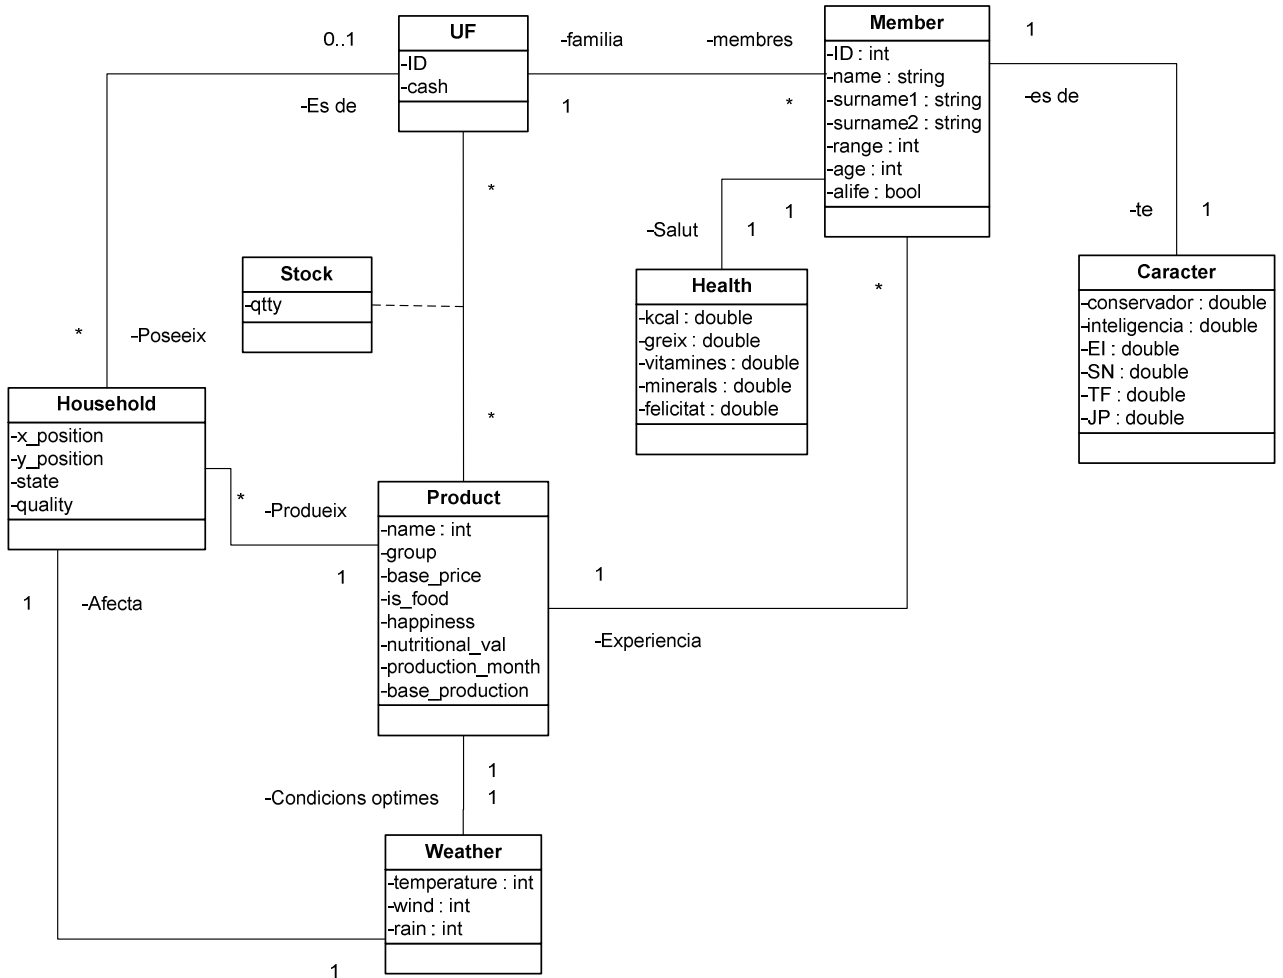 UF
-ID
-cash
0..1
-Es de
-familia
1
-membres
*
Member
-ID : int
-name : string
-surname1 : string
-surname2 : string
-range : int
-age : int
-alife : bool
1
-es de
-te
1
Caracter
-conservador : double
-inteligencia : double
-EI : double
-SN : double
-TF : double
-JP : double
1
-Salut
1
Health
-kcal : double
-greix : double
-vitamines : double
-minerals : double
-felicitat : double
*
*
Stock
-qtty
*
*
-Poseeix
Household
-x_position
-y_position
-state
-quality
*
-Produeix
1
Product
-name : int
-group
-base_price
-is_food
-happiness
-nutritional_val
-production_month
-base_production
1
-Experiencia
1
-Afecta
1
-Condicions optimes
1
Weather
-temperature : int
-wind : int
-rain : int
1